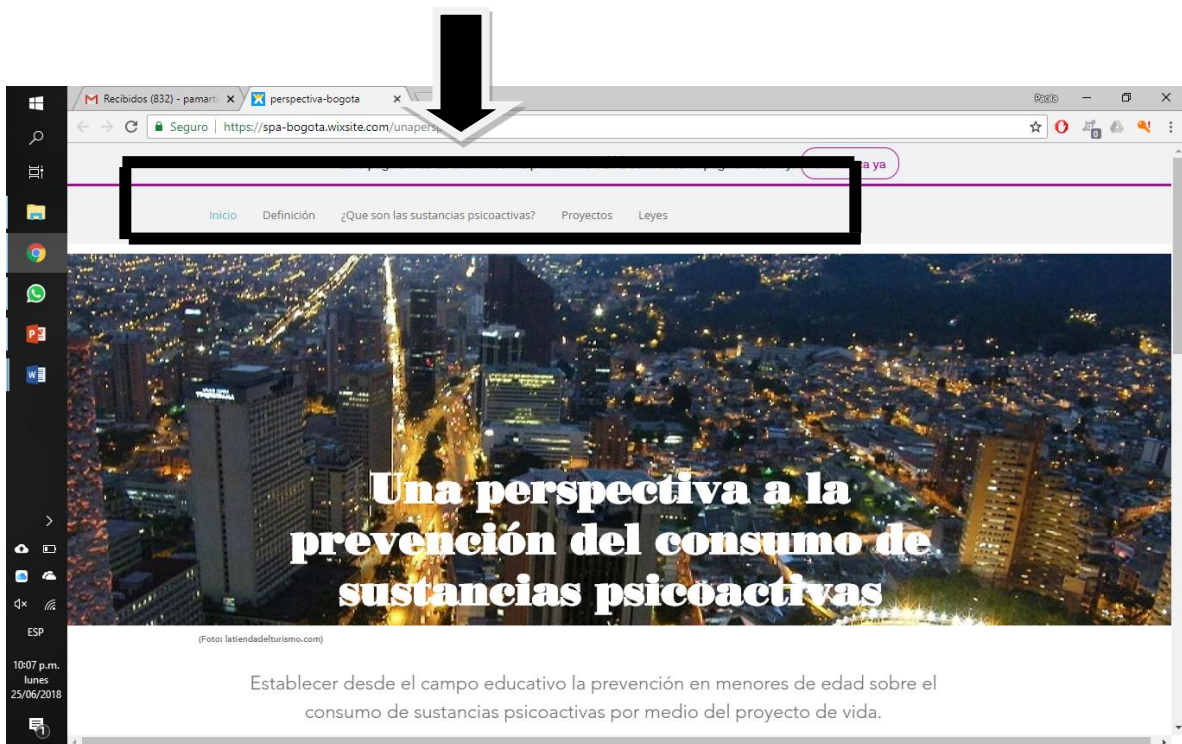 Recibidos (832) - pamart
perspectiva-bogota
Paola
Seguro | https://spa-bogota.wixsite.com/unapersp
a ya
Inicio Definición ¿Que son las sustancias psicoactivas? Proyectos Leyes
Una perspectiva a la
prevención del consumo de
sustancias psicoactivas
(Foto: latiendadelturismo.com)
Establecer desde el campo educativo la prevención en menores de edad sobre el
consumo de sustancias psicoactivas por medio del proyecto de vida.
ESP
10:07 p.m.
lunes
25/06/2018